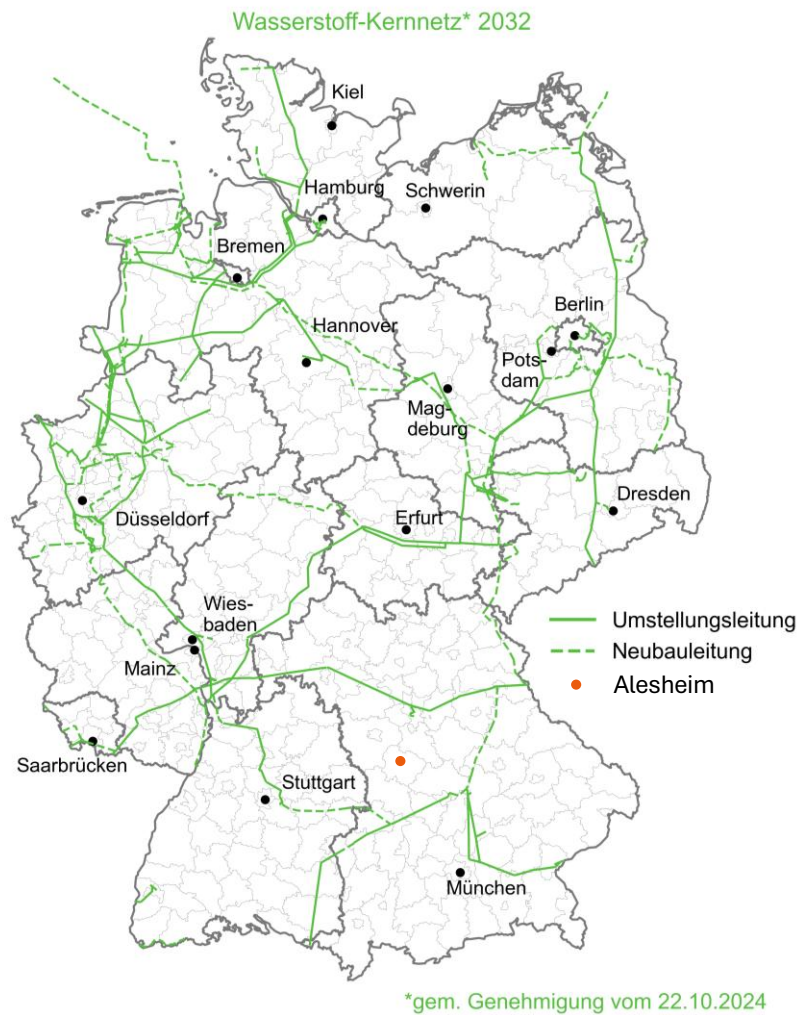 Wasserstoff-Kernnetz* 2032
Kiel
Hamburg
Schwerin
Bremen
Hannover
Berlin
Pots-
dam
Mag-
deburg
Düsseldorf
Erfurt
Dresden
Wies-
baden
Mainz
Umstellungsleitung
Neubauleitung
Alesheim
Saarbrücken
Stuttgart
München
*gem. Genehmigung vom 22.10.2024